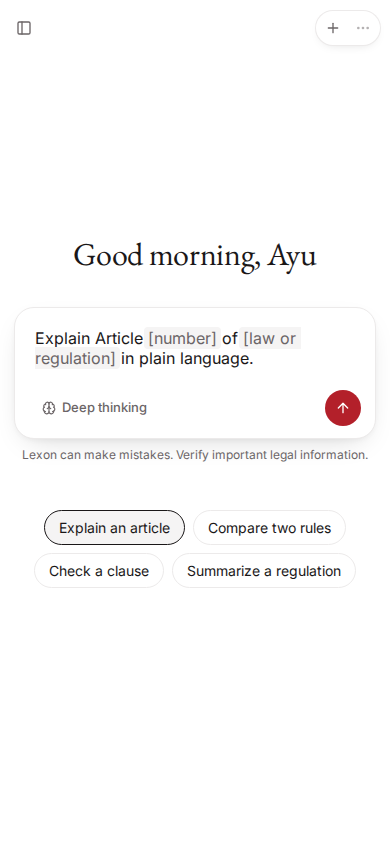 Good morning, Ayu
Explain Article [number] of [law or
regulation] in plain language.
Deep thinking
Lexon can make mistakes. Verify important legal information.
Explain an article
Compare two rules
Check a clause
Summarize a regulation